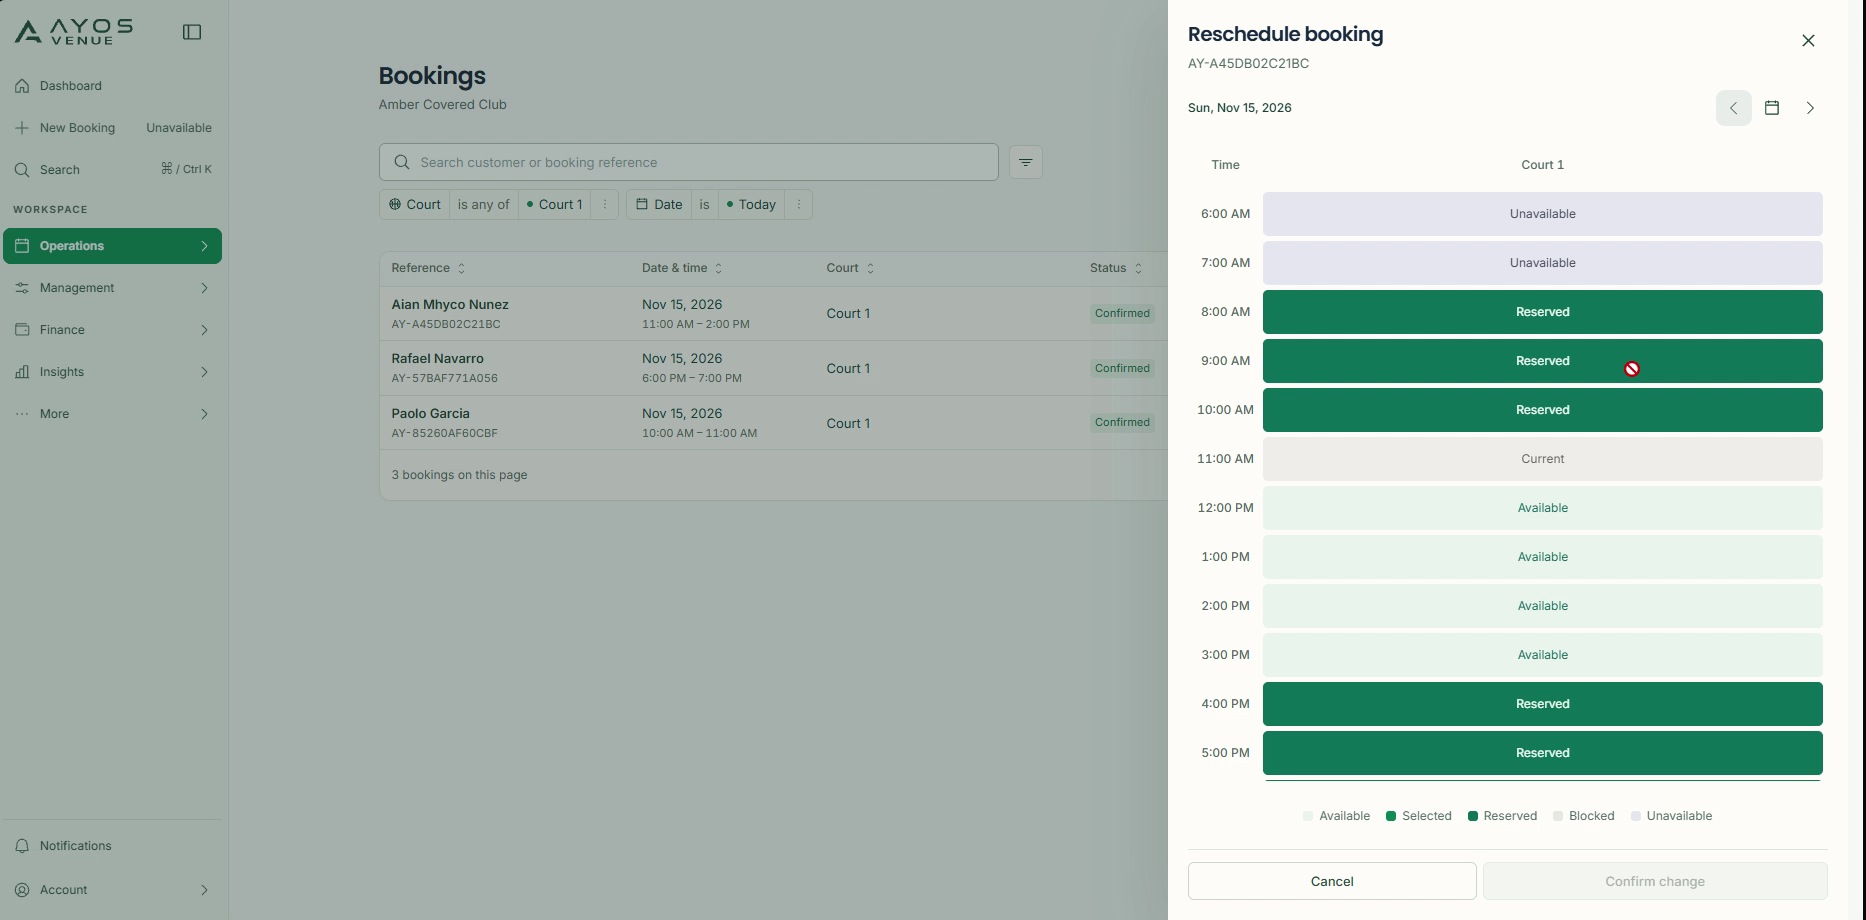 AYOS
VENUE
Dashboard
New Booking Unavailable
Search ⌘ / Ctrl K
WORKSPACE
Operations
Management
Finance
Insights
More
Notifications
Account
Bookings
Amber Covered Club
Search customer or booking reference
Court is any of Court 1 Date is Today
Reference Date & time Court Status
Aian Mhyco Nunez Nov 15, 2026 Court 1 Confirmed
AY-A45DB02C21BC 11:00 AM – 2:00 PM
Rafael Navarro Nov 15, 2026 Court 1 Confirmed
AY-57BAF771A056 6:00 PM – 7:00 PM
Paolo Garcia Nov 15, 2026 Court 1 Confirmed
AY-85260AF60CBF 10:00 AM – 11:00 AM
3 bookings on this page
Reschedule booking
AY-A45DB02C21BC
Sun, Nov 15, 2026
Time Court 1
6:00 AM Unavailable
7:00 AM Unavailable
8:00 AM Reserved
9:00 AM Reserved
10:00 AM Reserved
11:00 AM Current
12:00 PM Available
1:00 PM Available
2:00 PM Available
3:00 PM Available
4:00 PM Reserved
5:00 PM Reserved
Available Selected Reserved Blocked Unavailable
Cancel Confirm change